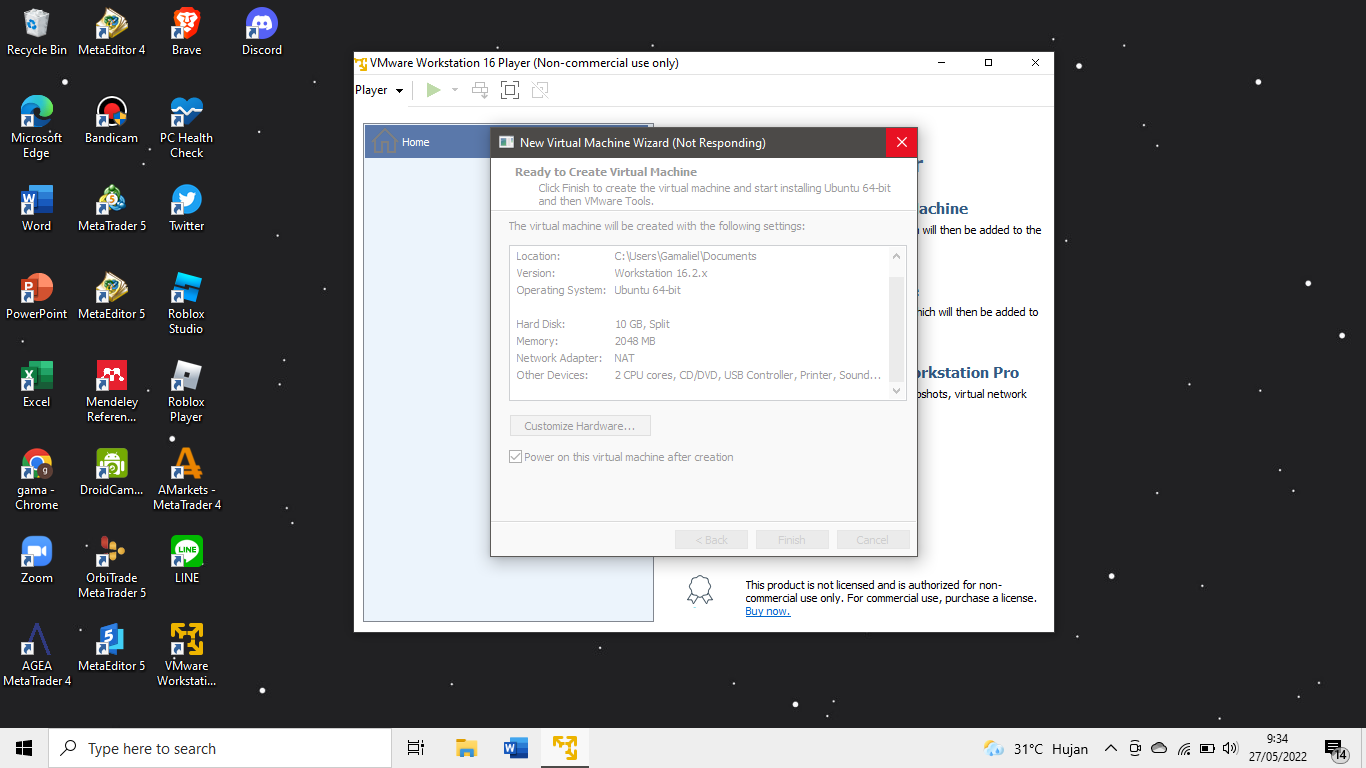 Recycle Bin
MetaEditor 4
Brave
Discord
Microsoft
Edge
Bandicam
PC Health
Check
Word
MetaTrader 5
Twitter
PowerPoint
MetaEditor 5
Roblox
Studio
Excel
Mendeley
Referen...
Roblox
Player
gama -
Chrome
DroidCam...
AMarkets -
MetaTrader 4
Zoom
OrbiTrade
MetaTrader 5
LINE
AGEA
MetaTrader 4
MetaEditor 5
VMware
Workstati...
VMware Workstation 16 Player (Non-commercial use only)
Player
Home
New Virtual Machine Wizard (Not Responding)
Ready to Create Virtual Machine
Click Finish to create the virtual machine and start installing Ubuntu 64-bit
and then VMware Tools.
The virtual machine will be created with the following settings:
Location: C:\Users\Gamaliel\Documents
Version: Workstation 16.2.x
Operating System: Ubuntu 64-bit
Hard Disk: 10 GB, Split
Memory: 2048 MB
Network Adapter: NAT
Other Devices: 2 CPU cores, CD/DVD, USB Controller, Printer, Sound...
Customize Hardware...
Power on this virtual machine after creation
< Back
Finish
Cancel
will then be added to the
which will then be added to
Pro
virtual network
This product is not licensed and is authorized for non-
commercial use only. For commercial use, purchase a license.
Buy now.
Type here to search
31°C Hujan
9:34
27/05/2022
14